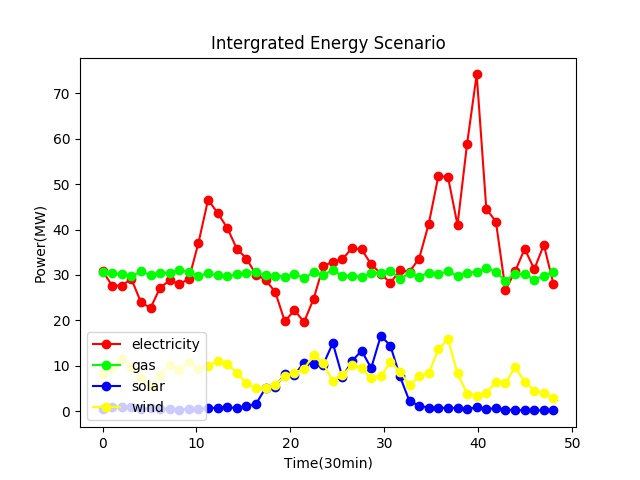 Intergrated Energy Scenario
Power(MW)
70
60
50
40
30
20
10
0
electricity
gas
solar
wind
0 10 20 30 40 50
Time(30min)